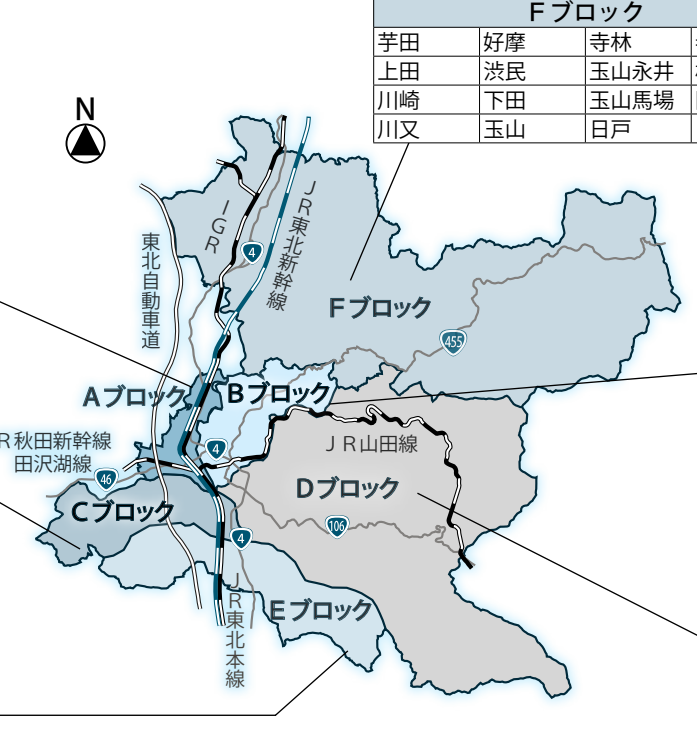 Fブロック
芋田 好摩 寺林
上田 渋民 玉山永井
川崎 下田 玉山馬場
川又 玉山 日戸
N
IGR
JR東北新幹線
4
東北自動車道
Fブロック
455
Aブロック
Bブロック
R秋田新幹線
田沢湖線
4
JR山田線
46
Dブロック
Cブロック
106
4
Eブロック
JR東北本線